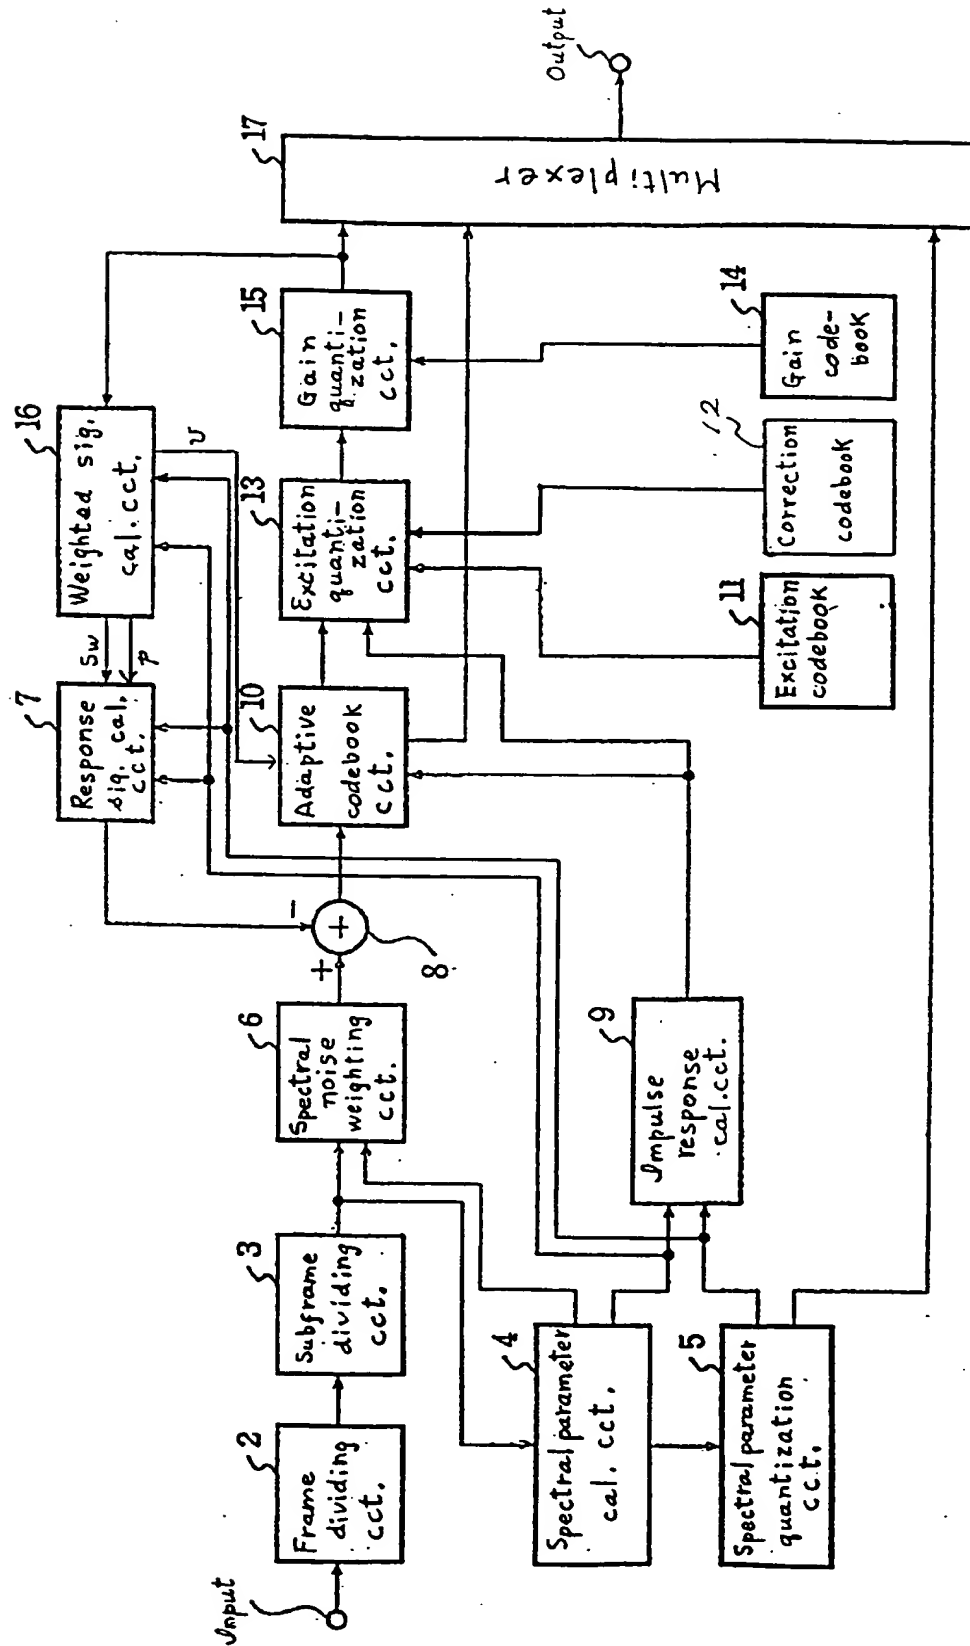 Input
2
Frame
dividing
cct.
3
Subframe
dividing
cct.
6
Spectral
noise
weighting
cct.
+
−
+
8
7
Response
sig. cal.
cct.
Sw
p
16
Weighted sig.
cal. cct.
v
10
Adaptive
codebook
cct.
13
Excitation
quanti-
zation
cct.
15
Gain
quanti-
zation
cct.
17
Multiplexer
Output
4
Spectral parameter
cal. cct.
5
Spectral parameter
quantization
cct.
9
Impulse
response
cal. cct.
11
Excitation
codebook
12
Correction
codebook
14
Gain
code-
book